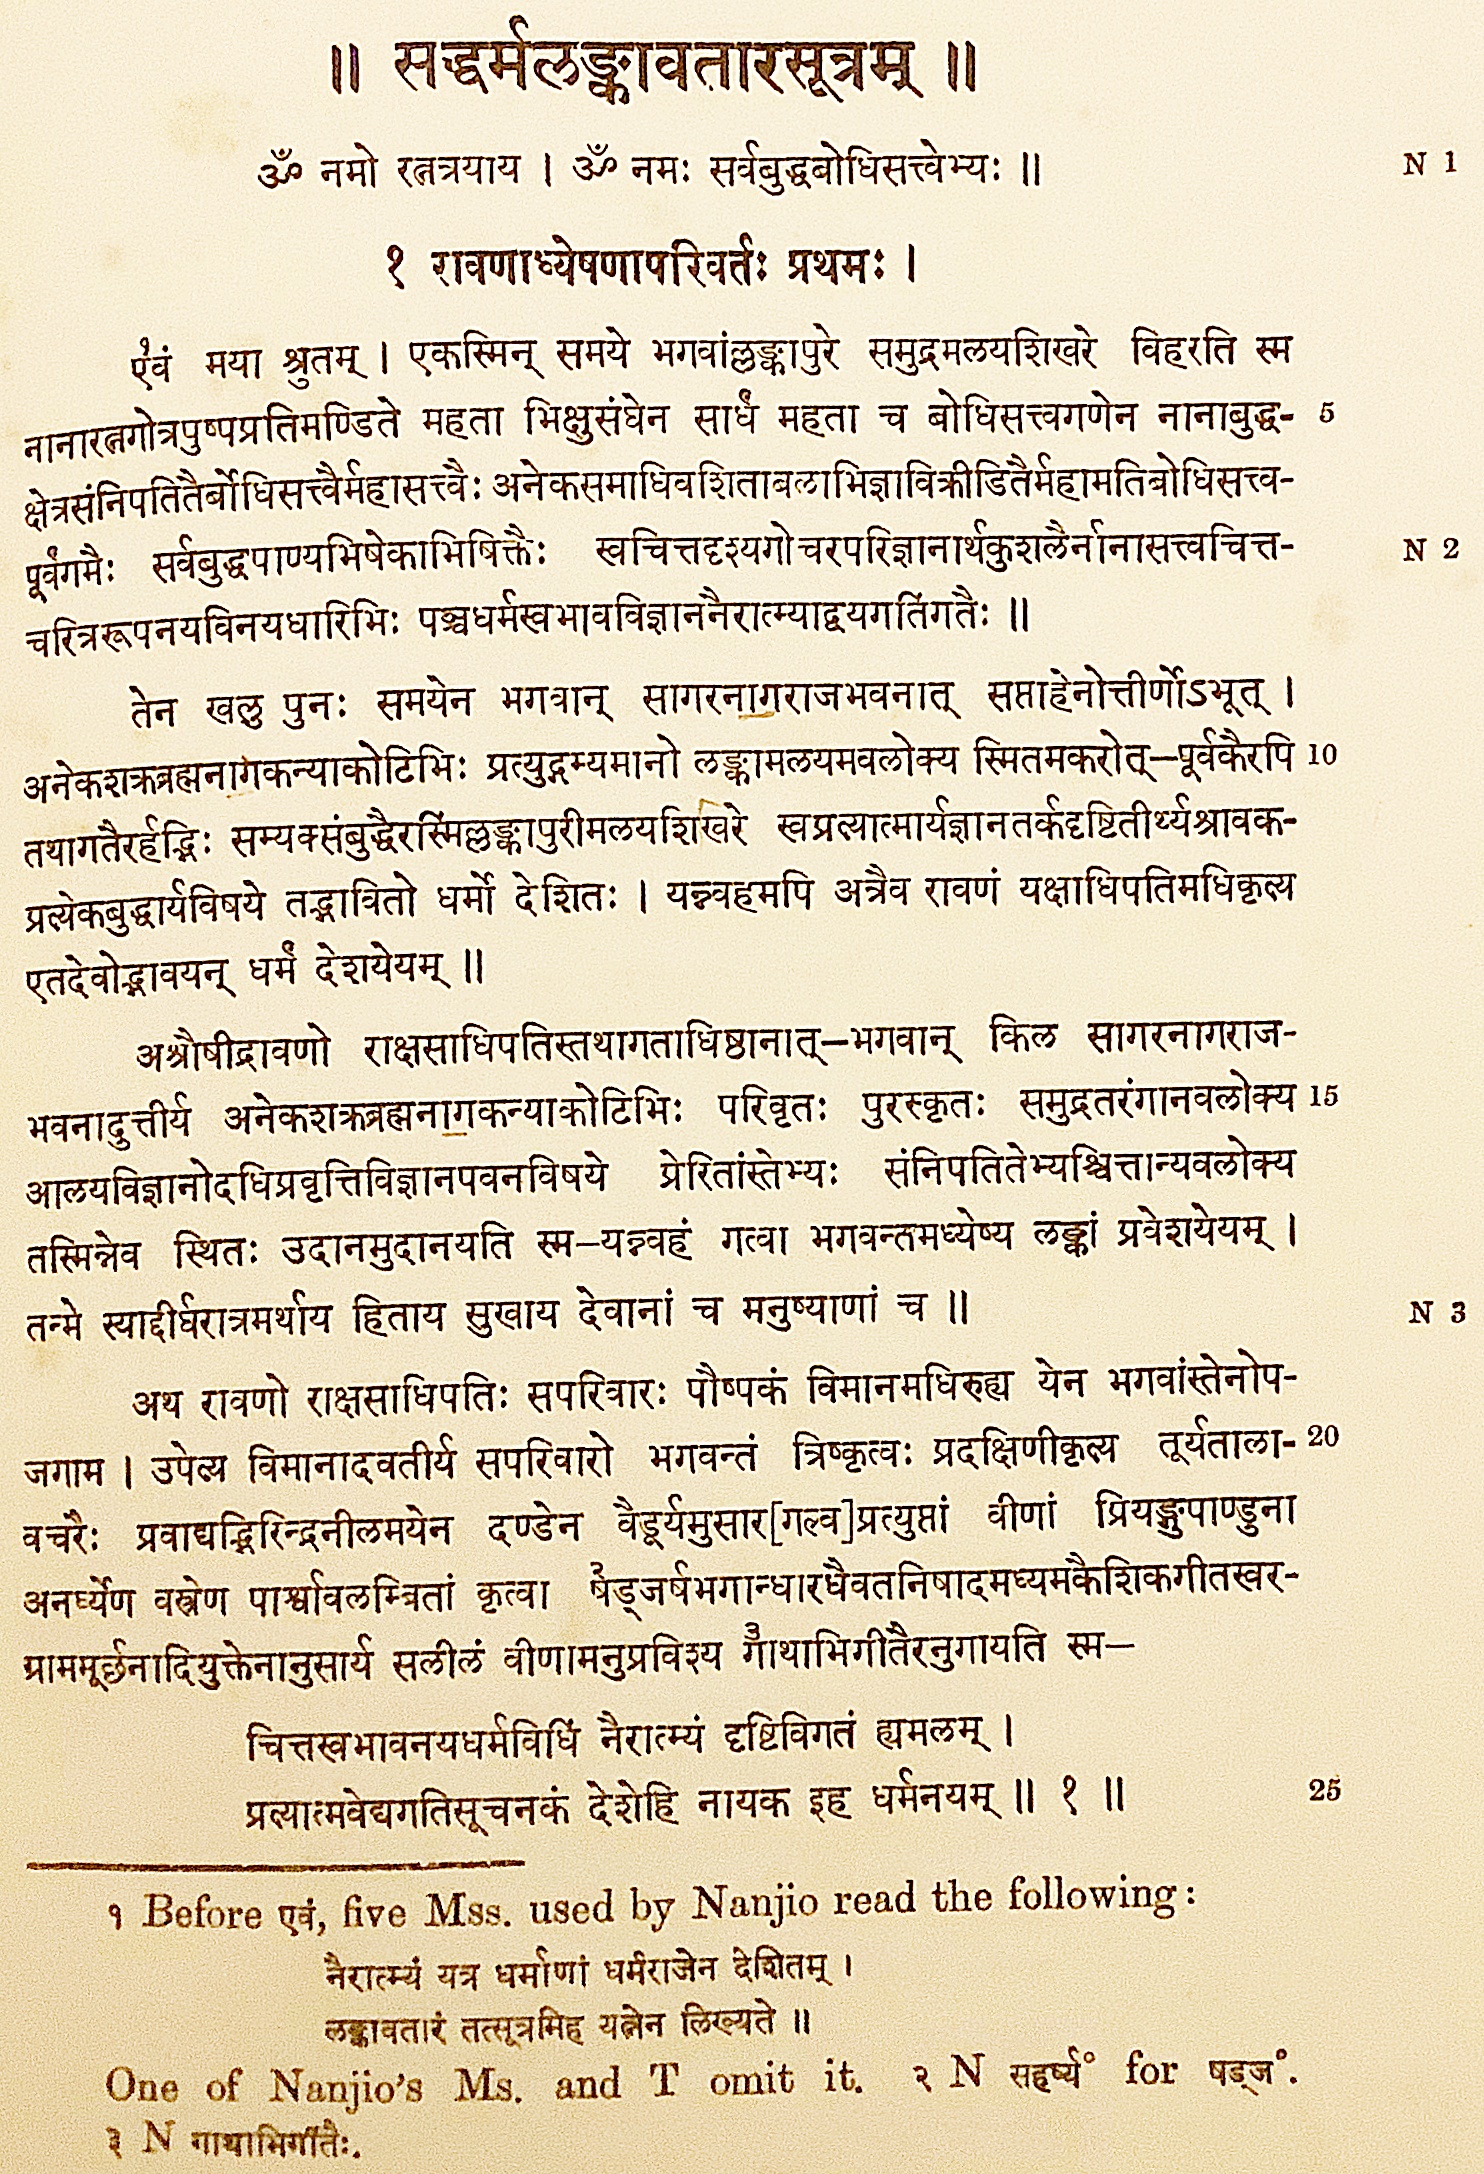 ॥ सद्धर्मलङ्कावतारसूत्रम् ॥
ॐ नमो रत्नत्रयाय । ॐ नमः सर्वबुद्धबोधिसत्त्वेभ्यः ॥ N 1
१ रावणाध्येषणापरिवर्तः प्रथमः ।
एवं१ मया श्रुतम् । एकस्मिन् समये भगवांल्लङ्कापुरे समुद्रमलयशिखरे विहरति स्म
नानारत्नगोत्रपुष्पप्रतिमण्डिते महता भिक्षुसंघेन सार्धं महता च बोधिसत्त्वगणेन नानाबुद्ध- 5
क्षेत्रसंनिपतितैर्बोधिसत्त्वैर्महासत्त्वैः अनेकसमाधिवशिताबलाभिज्ञाविक्रीडितैर्महामतिबोधिसत्त्व-
पूर्वंगमैः सर्वबुद्धपाण्यभिषेकाभिषिक्तैः स्वचित्तदृश्यगोचरपरिज्ञानार्थकुशलैर्नानासत्त्वचित्त- N 2
चरित्ररूपनयविनयधारिभिः पञ्चधर्मस्वभावविज्ञाननैरात्म्याद्वयगतिंगतैः ॥
तेन खलु पुनः समयेन भगवान् सागरनागराजभवनात् सप्ताहेनोत्तीर्णोऽभूत् ।
अनेकशक्रब्रह्मनागकन्याकोटिभिः प्रत्युद्गम्यमानो लङ्कामलयमवलोक्य स्मितमकरोत्–पूर्वकैरपि 10
तथागतैरर्हद्भिः सम्यक्संबुद्धैरस्मिंल्लङ्कापुरीमलयशिखरे स्वप्रत्यात्मार्यज्ञानतर्कदृष्टितीर्थ्यश्रावक-
प्रत्येकबुद्धार्यविषये तद्भावितो धर्मो देशितः । यन्न्वहमपि अत्रैव रावणं यक्षाधिपतिमधिकृत्य
एतदेवोद्भावयन् धर्मं देशयेयम् ॥
अश्रौषीद्रावणो राक्षसाधिपतिस्तथागताधिष्ठानात्–भगवान् किल सागरनागराज-
भवनादुत्तीर्य अनेकशक्रब्रह्मनागकन्याकोटिभिः परिवृतः पुरस्कृतः समुद्रतरंगानवलोक्य 15
आलयविज्ञानोदधिप्रवृत्तिविज्ञानपवनविषये प्रेरितांस्तेभ्यः संनिपतितेभ्यश्चित्तान्यवलोक्य
तस्मिन्नेव स्थितः उदानमुदानयति स्म–यन्न्वहं गत्वा भगवन्तमध्येष्य लङ्कां प्रवेशयेयम् ।
तन्मे स्याद्दीर्घरात्रमर्थाय हिताय सुखाय देवानां च मनुष्याणां च ॥ N 3
अथ रावणो राक्षसाधिपतिः सपरिवारः पौष्पकं विमानमधिरुह्य येन भगवांस्तेनोप-
जगाम । उपेत्य विमानादवतीर्य सपरिवारो भगवन्तं त्रिष्कृत्वः प्रदक्षिणीकृत्य तूर्यताला- 20
वचरैः प्रवाद्यद्भिरिन्द्रनीलमयेन दण्डेन वैडूर्यमुसार[गल्व]प्रत्युप्तां वीणां प्रियङ्गुपाण्डुना
अनर्घ्येण वस्त्रेण पार्श्वावलम्बितां कृत्वा षड्२जर्षभगान्धारधैवतनिषादमध्यमकैशिकगीतस्वर-
ग्राममूर्छनादियुक्तेनानुसार्य सलीलं वीणामनुप्रविश्य गा३थाभिगीतैरनुगायति स्म–
चित्तस्वभावनयधर्मविधिं नैरात्म्यं दृष्टिविगतं ह्यमलम् ।
प्रत्यात्मवेद्यगतिसूचनकं देशेहि नायक इह धर्मनयम् ॥ १ ॥ 25
१ Before एवं, five Mss. used by Nanjio read the following:
नैरात्म्यं यत्र धर्माणां धर्मराजेन देशितम् ।
लङ्कावतारं तत्सूत्रमिह यत्नेन लिख्यते ॥
One of Nanjio's Ms. and T omit it. २ N सहर्ष्य° for षड्ज°.
३ N गाथाभिर्गीतैः.